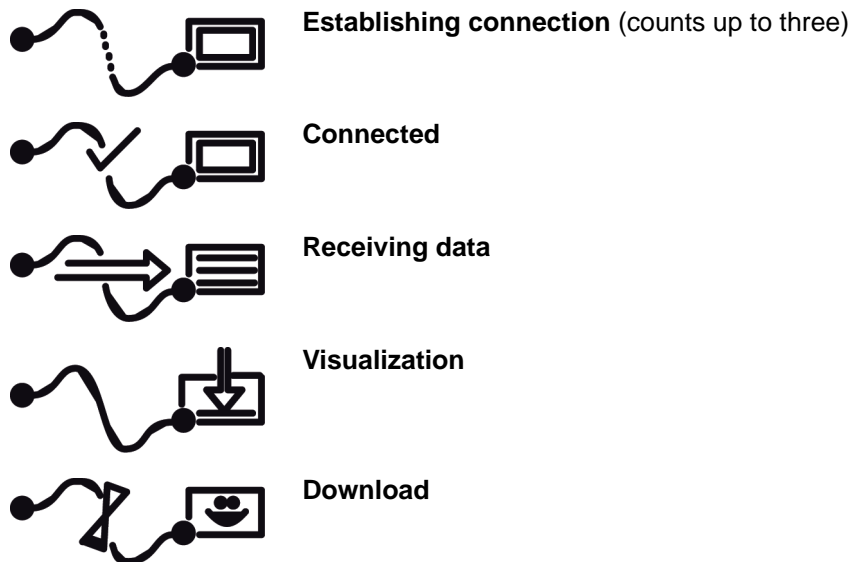 Establishing connection (counts up to three)
Connected
Receiving data
Visualization
Download